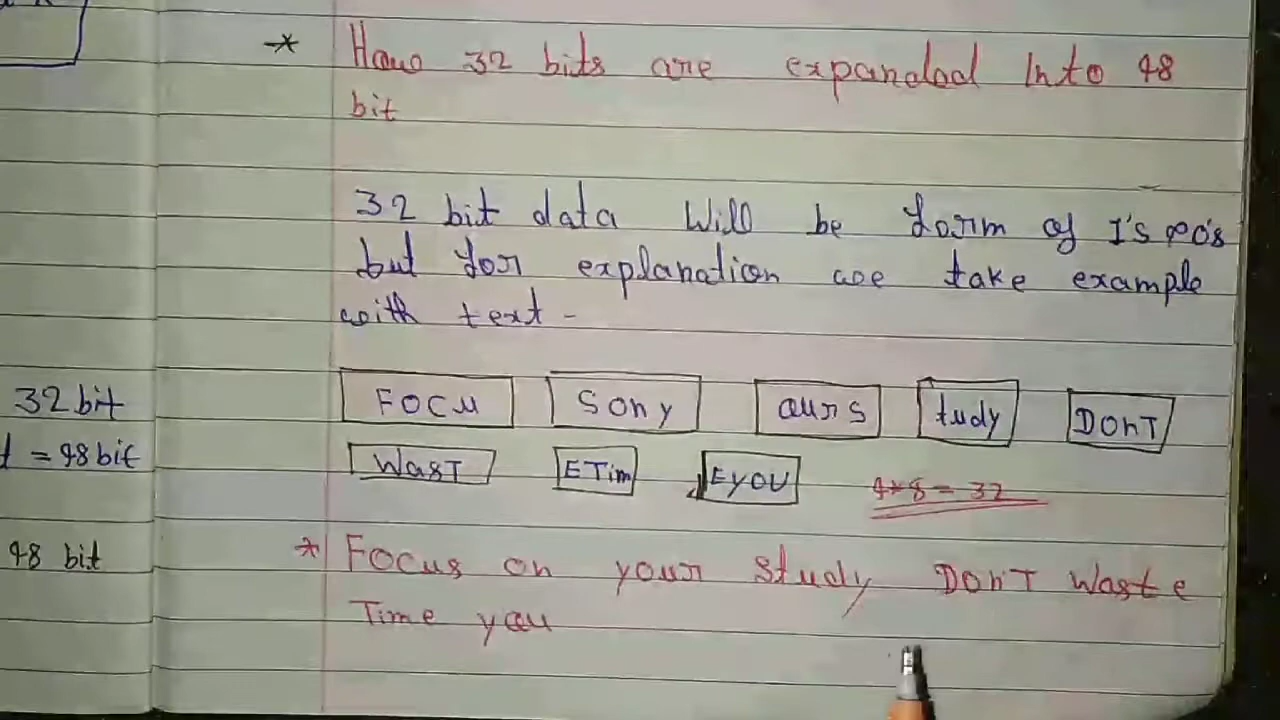 * How 32 bits are expanded Into 48
bit
32 bit data will be form of 1's 0's
but for explanation we take example
with text -
32 bit
FOCU SONY OURS tudy DONT
= 48 bit
WAST ETim EYOU 4*8 = 32
48 bit
* Focus on your study DONT waste
Time you